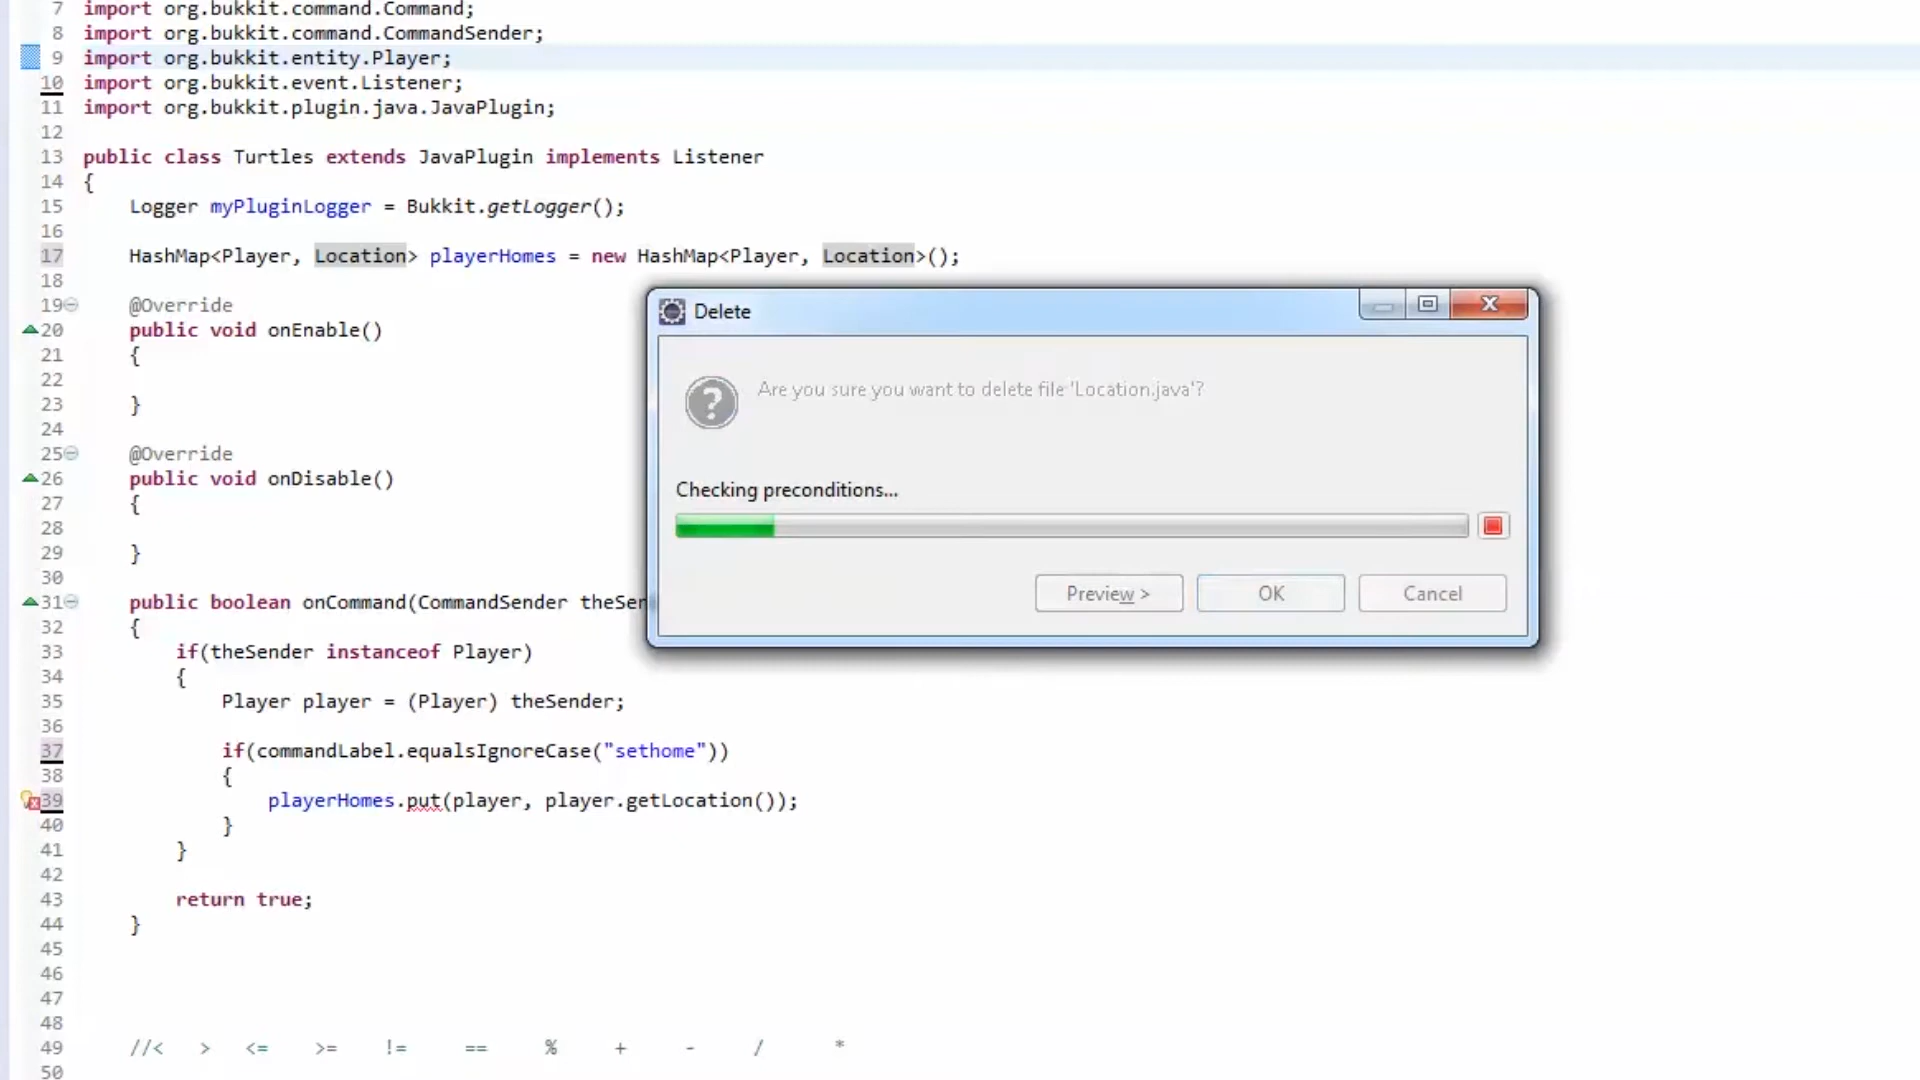 7 import org.bukkit.command.Command;
8 import org.bukkit.command.CommandSender;
9 import org.bukkit.entity.Player;
10 import org.bukkit.event.Listener;
11 import org.bukkit.plugin.java.JavaPlugin;
12
13 public class Turtles extends JavaPlugin implements Listener
14 {
15 Logger myPluginLogger = Bukkit.getLogger();
16
17 HashMap<Player, Location> playerHomes = new HashMap<Player, Location>();
18
19 @Override
20 public void onEnable()
21 {
22
23 }
24
25 @Override
26 public void onDisable()
27 {
28
29 }
30
31 public boolean onCommand(CommandSender theSen
32 {
33 if(theSender instanceof Player)
34 {
35 Player player = (Player) theSender;
36
37 if(commandLabel.equalsIgnoreCase("sethome"))
38 {
39 playerHomes.put(player, player.getLocation());
40 }
41 }
42
43 return true;
44 }
45
46
47
48
49 //< > <= >= != == % + - / *
50
Delete
Are you sure you want to delete file 'Location.java'?
Checking preconditions...
Preview > OK Cancel